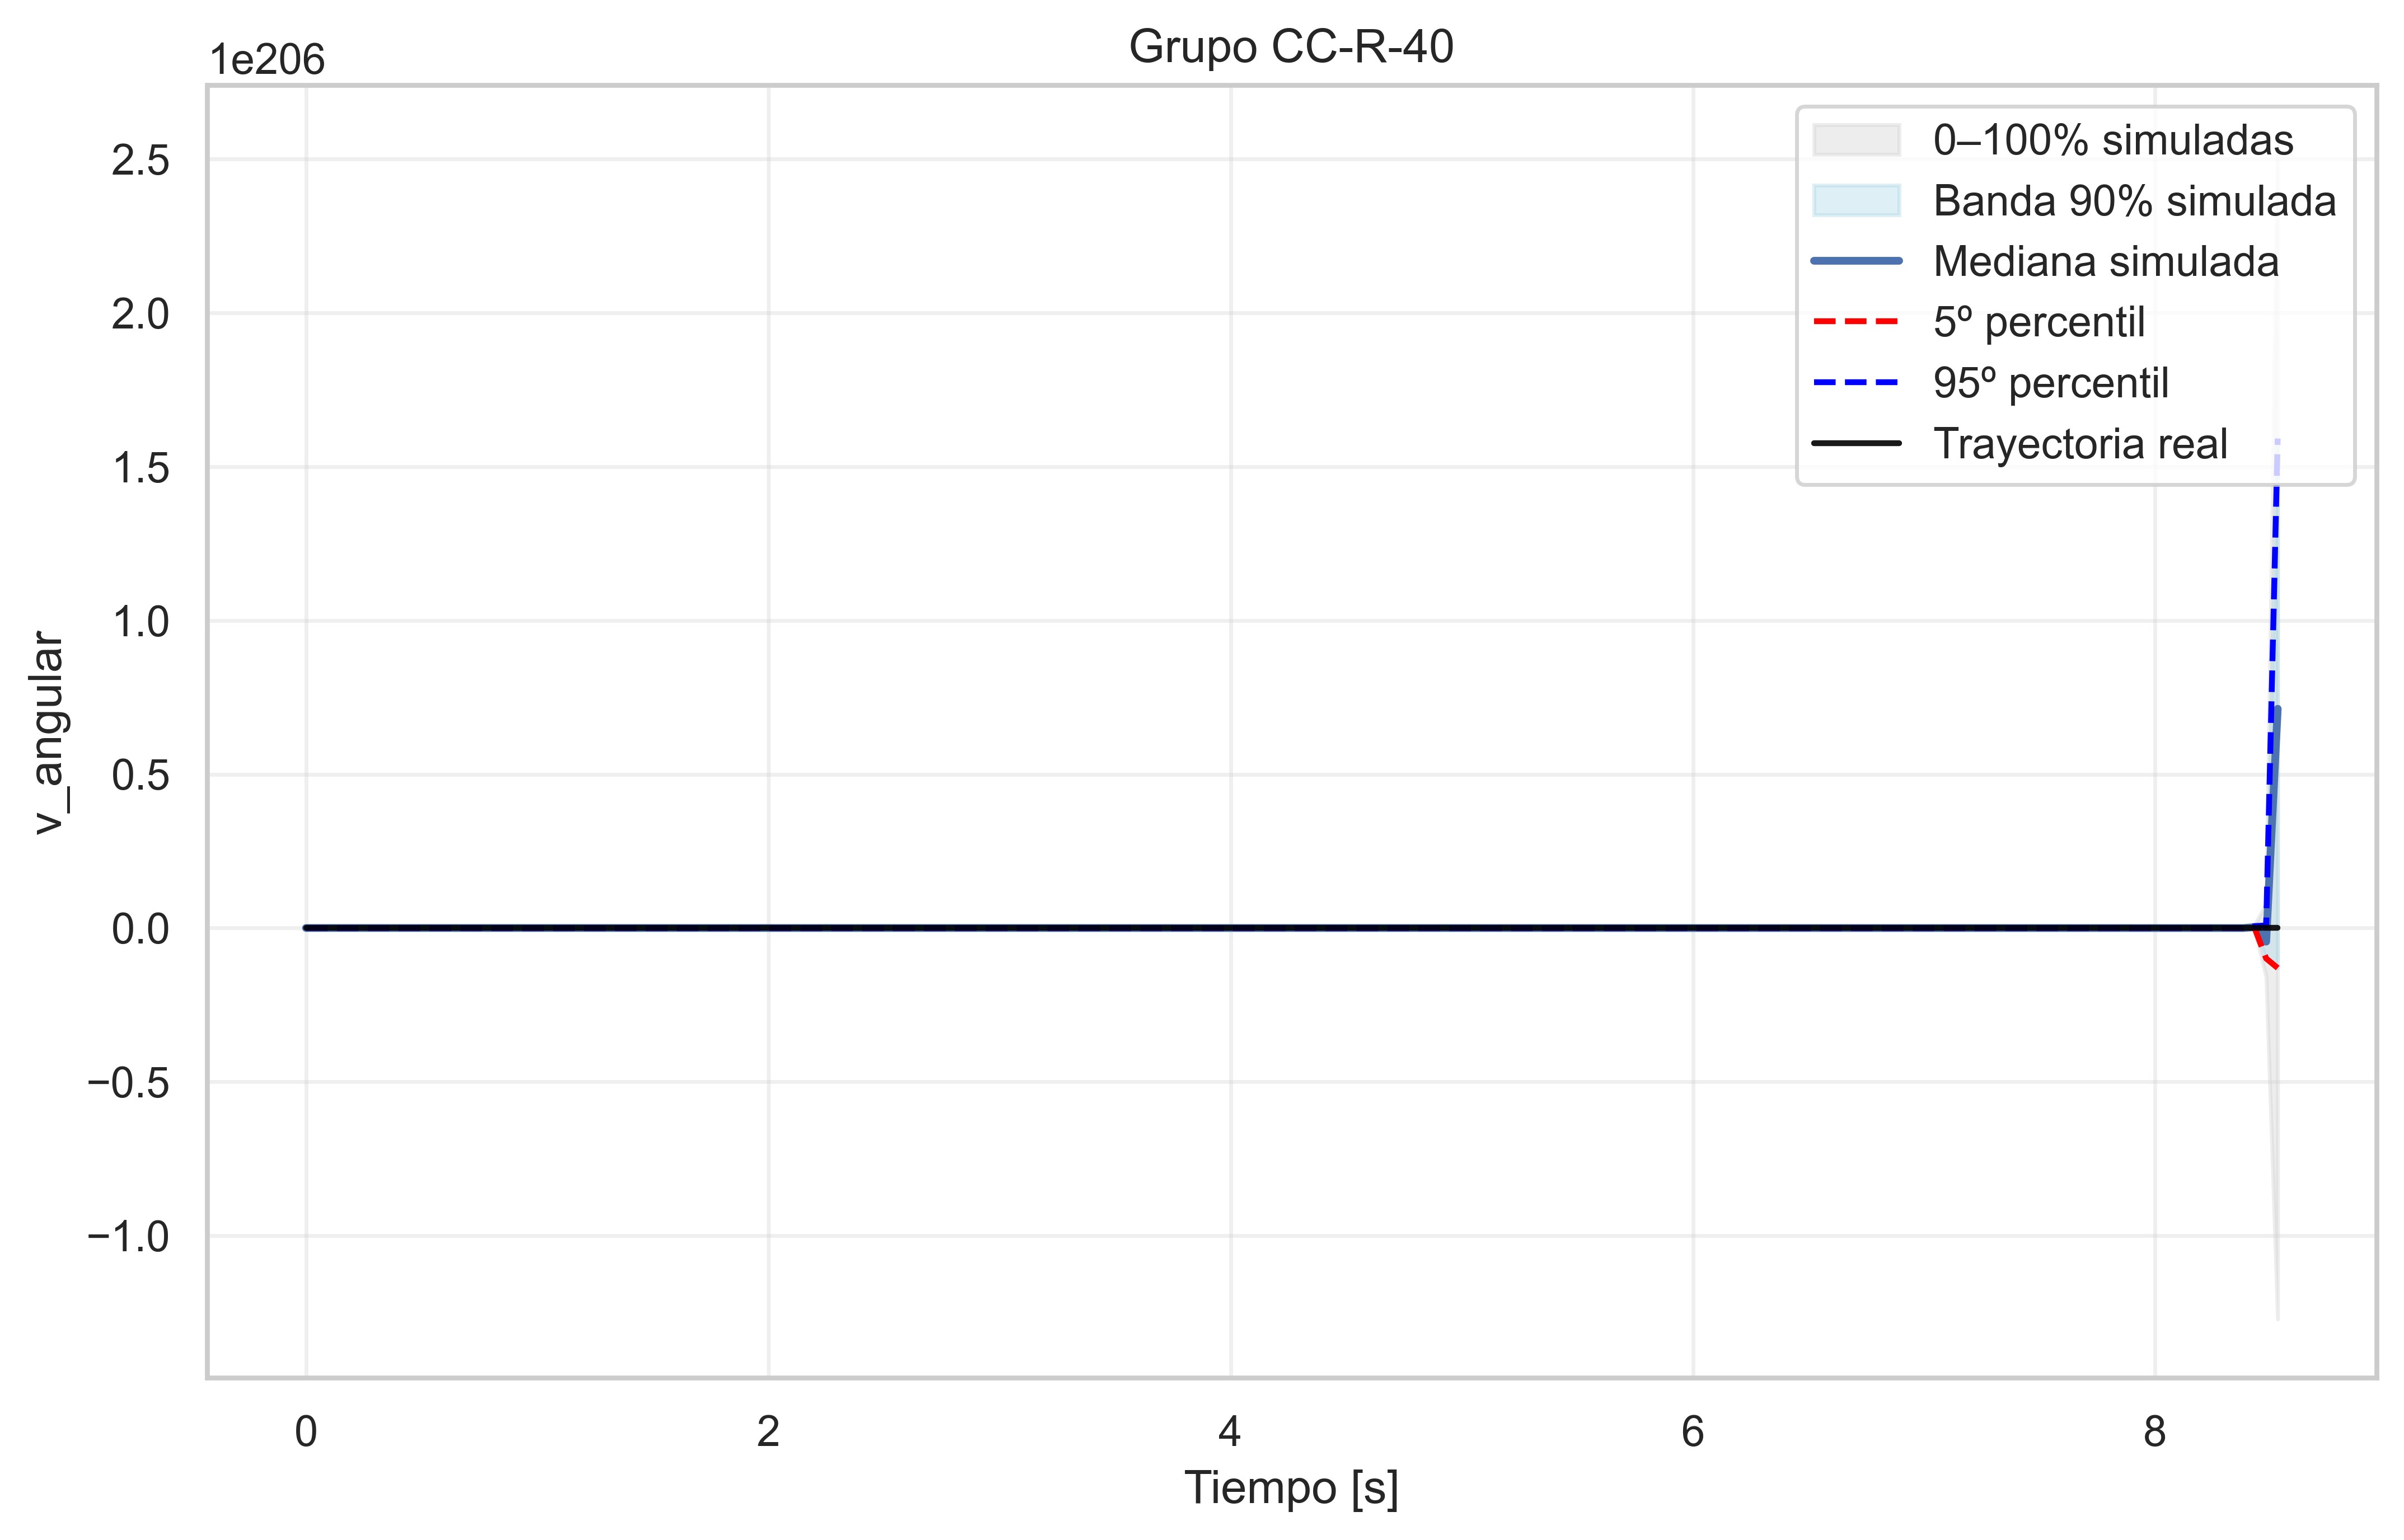 Grupo CC-R-40
1e206
2.5
2.0
1.5
1.0
0.5
0.0
−0.5
−1.0
v_angular
0–100% simuladas
Banda 90% simulada
Mediana simulada
5º percentil
95º percentil
Trayectoria real
0 2 4 6 8
Tiempo [s]